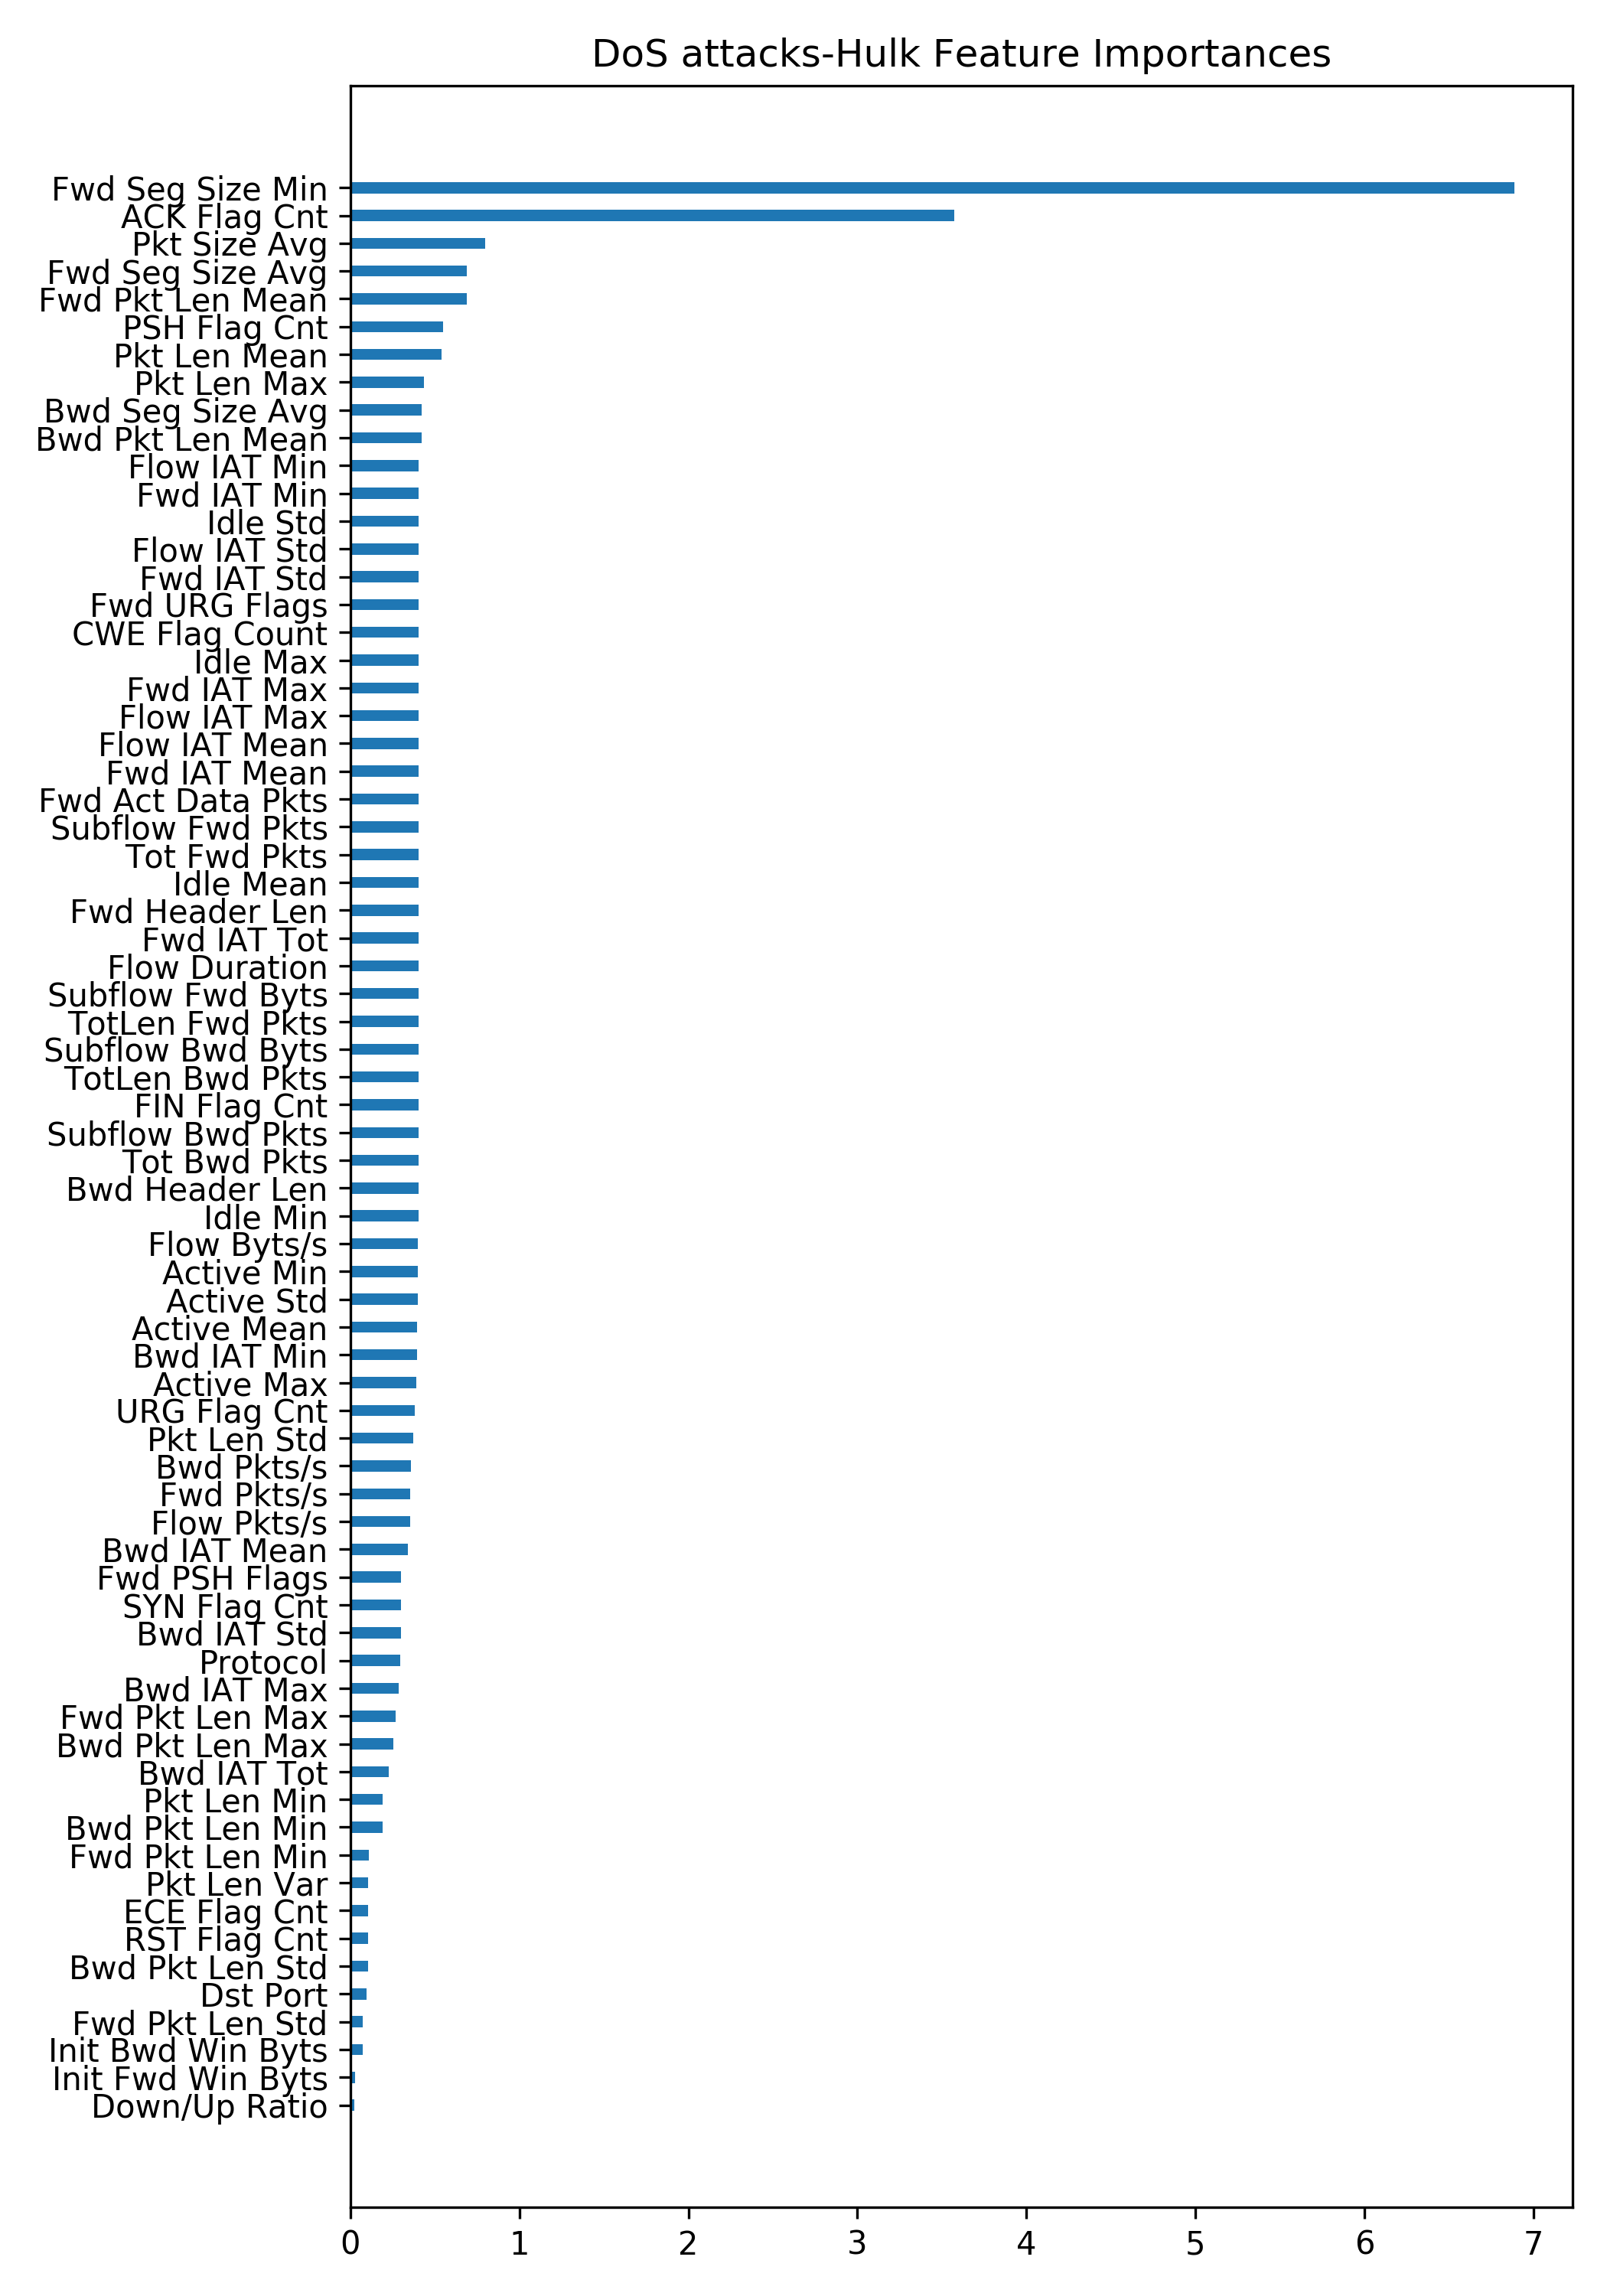 DoS attacks-Hulk Feature Importances
Fwd Seg Size Min
ACK Flag Cnt
Pkt Size Avg
Fwd Seg Size Avg
Fwd Pkt Len Mean
PSH Flag Cnt
Pkt Len Mean
Pkt Len Max
Bwd Seg Size Avg
Bwd Pkt Len Mean
Flow IAT Min
Fwd IAT Min
Idle Std
Flow IAT Std
Fwd IAT Std
Fwd URG Flags
CWE Flag Count
Idle Max
Fwd IAT Max
Flow IAT Max
Flow IAT Mean
Fwd IAT Mean
Fwd Act Data Pkts
Subflow Fwd Pkts
Tot Fwd Pkts
Idle Mean
Fwd Header Len
Fwd IAT Tot
Flow Duration
Subflow Fwd Byts
TotLen Fwd Pkts
Subflow Bwd Byts
TotLen Bwd Pkts
FIN Flag Cnt
Subflow Bwd Pkts
Tot Bwd Pkts
Bwd Header Len
Idle Min
Flow Byts/s
Active Min
Active Std
Active Mean
Bwd IAT Min
Active Max
URG Flag Cnt
Pkt Len Std
Bwd Pkts/s
Fwd Pkts/s
Flow Pkts/s
Bwd IAT Mean
Fwd PSH Flags
SYN Flag Cnt
Bwd IAT Std
Protocol
Bwd IAT Max
Fwd Pkt Len Max
Bwd Pkt Len Max
Bwd IAT Tot
Pkt Len Min
Bwd Pkt Len Min
Fwd Pkt Len Min
Pkt Len Var
ECE Flag Cnt
RST Flag Cnt
Bwd Pkt Len Std
Dst Port
Fwd Pkt Len Std
Init Bwd Win Byts
Init Fwd Win Byts
Down/Up Ratio
0 1 2 3 4 5 6 7